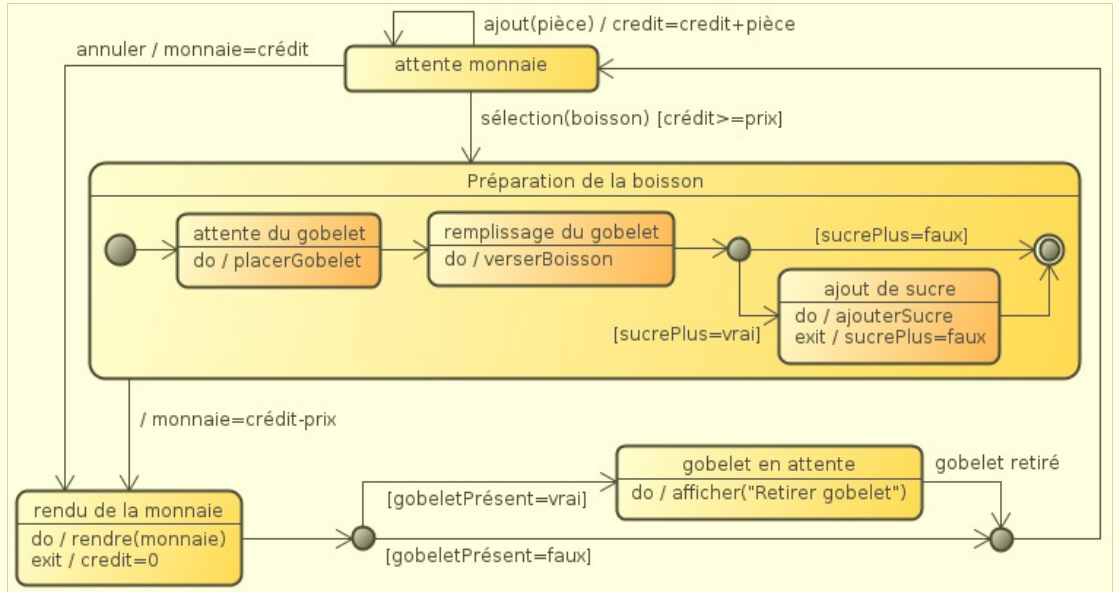 ajout(pièce) / credit=credit+pièce
annuler / monnaie=crédit
attente monnaie
sélection(boisson) [crédit>=prix]
Préparation de la boisson
attente du gobelet
do / placerGobelet
remplissage du gobelet
do / verserBoisson
[sucrePlus=faux]
ajout de sucre
do / ajouterSucre
exit / sucrePlus=faux
[sucrePlus=vrai]
/ monnaie=crédit-prix
gobelet en attente
do / afficher("Retirer gobelet")
gobelet retiré
[gobeletPrésent=vrai]
rendu de la monnaie
do / rendre(monnaie)
exit / credit=0
[gobeletPrésent=faux]